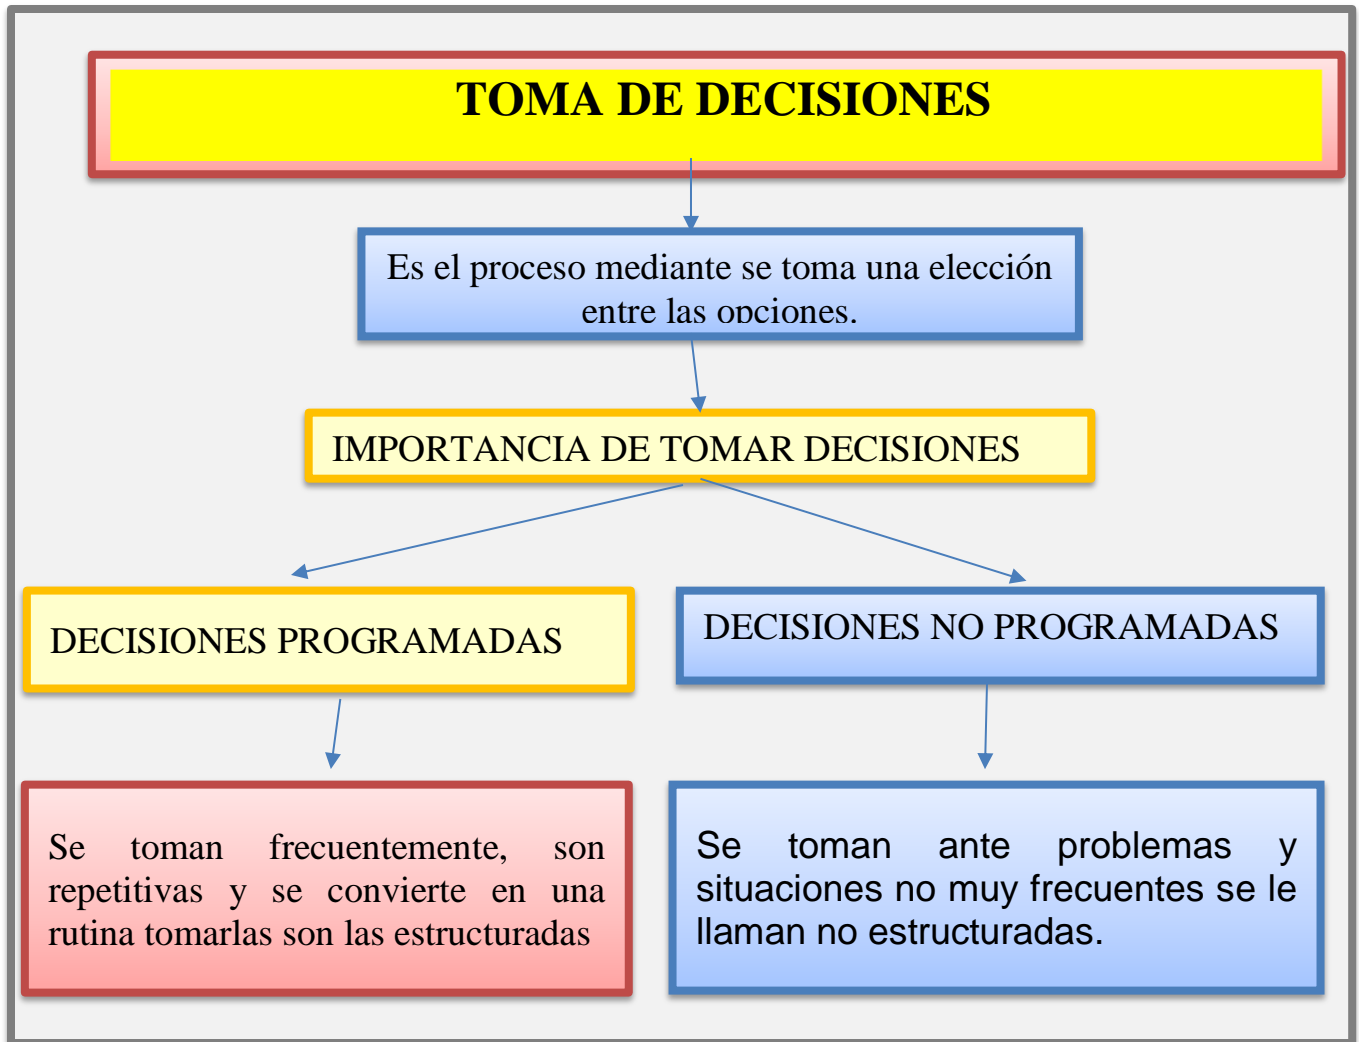 TOMA DE DECISIONES
Es el proceso mediante se toma una elección
entre las opciones.
IMPORTANCIA DE TOMAR DECISIONES
DECISIONES PROGRAMADAS
DECISIONES NO PROGRAMADAS
Se toman frecuentemente, son
repetitivas y se convierte en una
rutina tomarlas son las estructuradas
Se toman ante problemas y
situaciones no muy frecuentes se le
llaman no estructuradas.